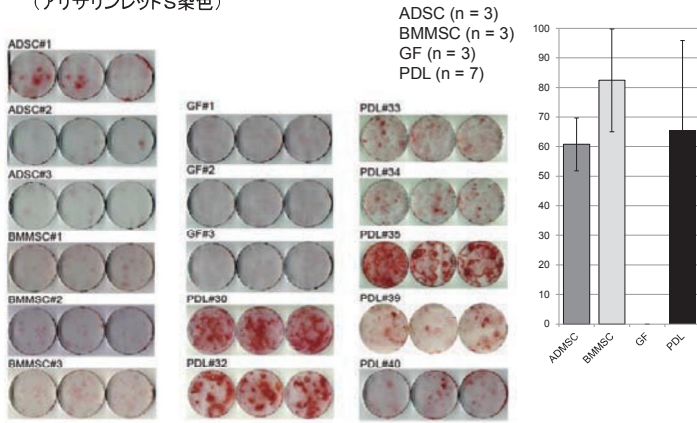 (アリザリンレッドS染色)
ADSC (n = 3)
BMMSC (n = 3)
GF (n = 3)
PDL (n = 7)
ADSC#1
ADSC#2
ADSC#3
BMMSC#1
BMMSC#2
BMMSC#3
GF#1
GF#2
GF#3
PDL#30
PDL#32
PDL#33
PDL#34
PDL#35
PDL#39
PDL#40
100
90
80
70
60
50
40
30
20
10
0
ADMSC
BMMSC
GF
PDL